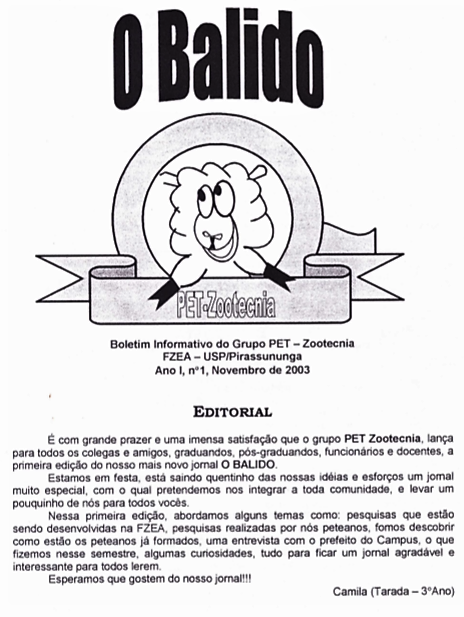 O Balido
PET-Zootecnia
Boletim Informativo do Grupo PET – Zootecnia
FZEA – USP/Pirassununga
Ano I, n°1, Novembro de 2003
EDITORIAL
É com grande prazer e uma imensa satisfação que o grupo PET Zootecnia, lança
para todos os colegas e amigos, graduandos, pós-graduandos, funcionários e docentes, a
primeira edição do nosso mais novo jornal O BALIDO.
Estamos em festa, está saindo quentinho das nossas idéias e esforços um jornal
muito especial, com o qual pretendemos nos integrar a toda comunidade, e levar um
pouquinho de nós para todos vocês.
Nessa primeira edição, abordamos alguns temas como: pesquisas que estão
sendo desenvolvidas na FZEA, pesquisas realizadas por nós peteanos, fomos descobrir
como estão os peteanos já formados, uma entrevista com o prefeito do Campus, o que
fizemos nesse semestre, algumas curiosidades, tudo para ficar um jornal agradável e
interessante para todos lerem.
Esperamos que gostem do nosso jornal!!!
Camila (Tarada – 3°Ano)